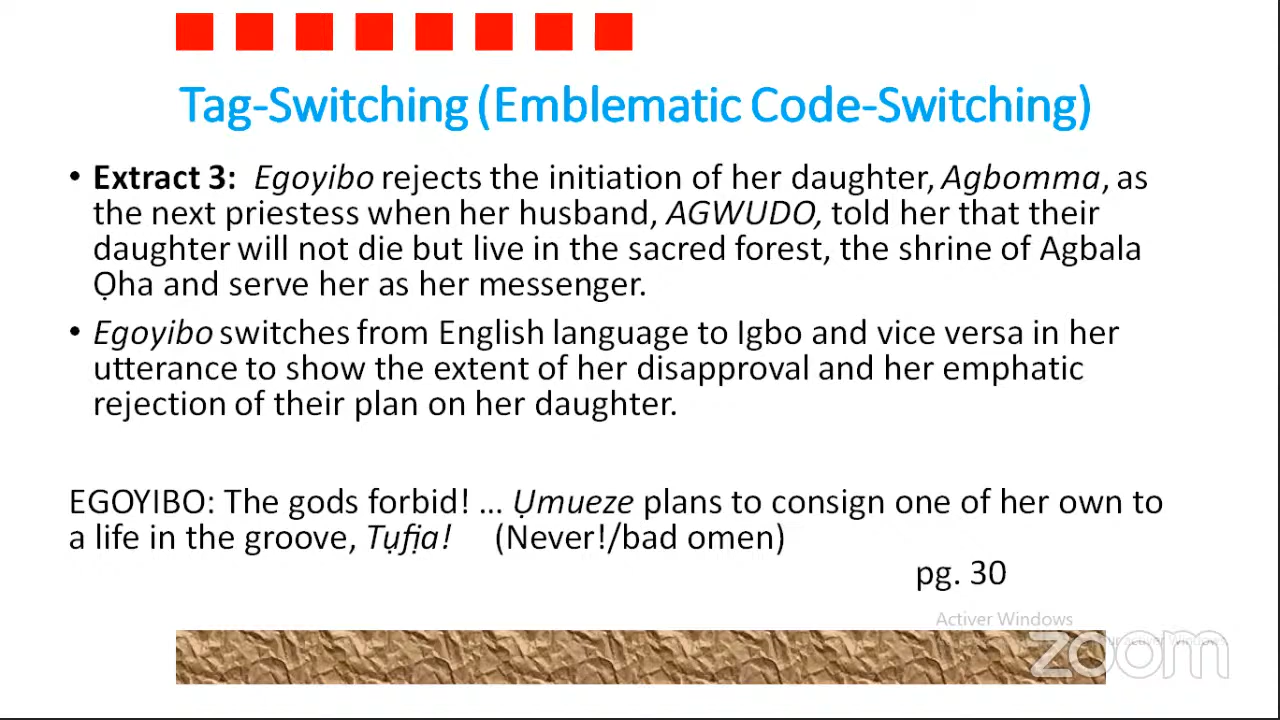 Tag-Switching (Emblematic Code-Switching)
• Extract 3: Egoyibo rejects the initiation of her daughter, Agbomma, as
the next priestess when her husband, AGWUDO, told her that their
daughter will not die but live in the sacred forest, the shrine of Agbala
Ọha and serve her as her messenger.
• Egoyibo switches from English language to Igbo and vice versa in her
utterance to show the extent of her disapproval and her emphatic
rejection of their plan on her daughter.
EGOYIBO: The gods forbid! ... Ụmueze plans to consign one of her own to
a life in the groove, Tụfịa! (Never!/bad omen)
pg. 30
Activer Windows
zoom